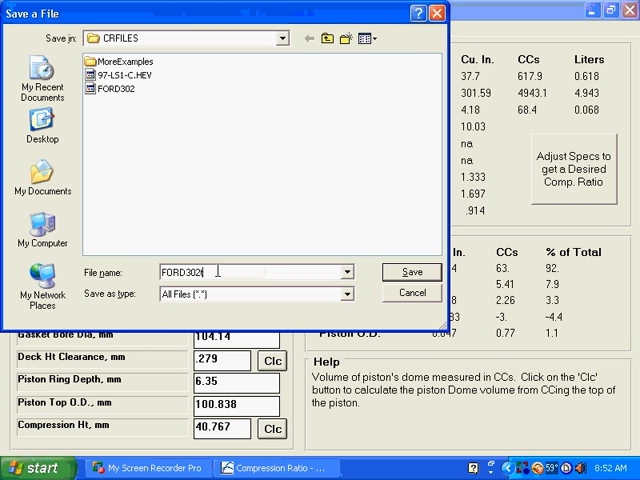 Save a File
Save in:
CRFILES
My Recent
Documents
Desktop
My Documents
My Computer
My Network
Places
MoreExamples
97-LS1-C.HEV
FORD302
File name:
FORD302t
Save
Save as type:
All Files (*.*)
Cancel
Cu. In.
CCs
Liters
37.7
617.9
0.618
301.59
4943.1
4.943
4.18
68.4
0.068
10.03
na
na
1.333
1.697
.914
Adjust Specs to
get a Desired
Comp. Ratio
In.
CCs
% of Total
4
63.
92.
5.41
7.9
8
2.26
3.3
83
-3.
-4.4
Piston O.D.
0.047
0.77
1.1
Gasket Bore Dia, mm
104.14
Deck Ht Clearance, mm
.279
Clc
Piston Ring Depth, mm
6.35
Piston Top O.D., mm
100.838
Compression Ht, mm
40.767
Clc
Help
Volume of piston's dome measured in CCs. Click on the 'Clc'
button to calculate the piston Dome volume from CCing the top of
the piston.
start
My Screen Recorder Pro
Compression Ratio - ...
59°
8:52 AM